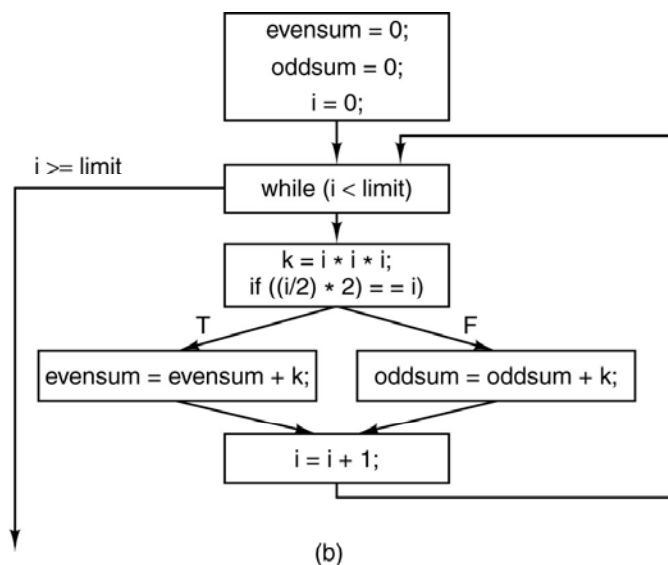 evensum = 0;
oddsum = 0;
i = 0;
i >= limit
while (i < limit)
k = i * i * i;
if ((i/2) * 2) = = i)
T
F
evensum = evensum + k;
oddsum = oddsum + k;
i = i + 1;
(b)